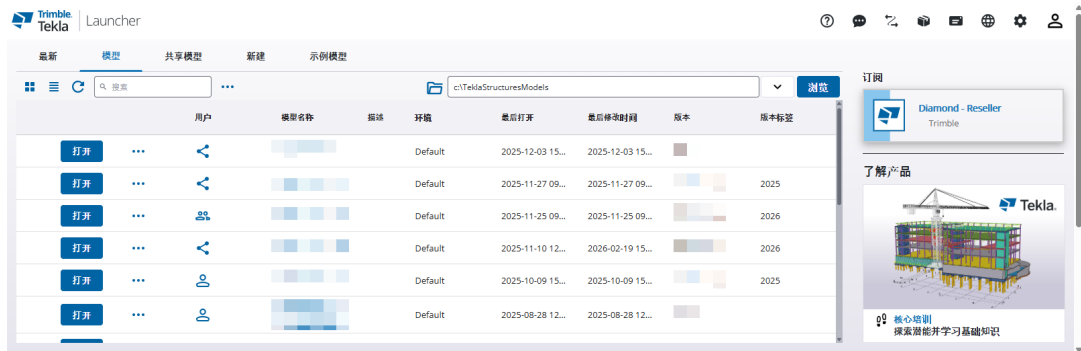 Trimble.
Tekla Launcher
最新 模型 共享模型 新建 示例模型
搜索 c:\TeklaStructuresModels 浏览
用户 模型名称 描述 环境 最后打开 最后修改时间 版本 版本标签
打开 Default 2025-12-03 15... 2025-12-03 15...
打开 Default 2025-11-27 09... 2025-11-27 09... 2025
打开 Default 2025-11-25 09... 2025-11-25 09... 2026
打开 Default 2025-11-10 12... 2026-02-19 15... 2026
打开 Default 2025-10-09 15... 2025-10-09 15... 2025
打开 Default 2025-08-28 12... 2025-08-28 12...
订阅
Diamond - Reseller
Trimble
了解产品
Tekla.
核心培训
探索潜能并学习基础知识